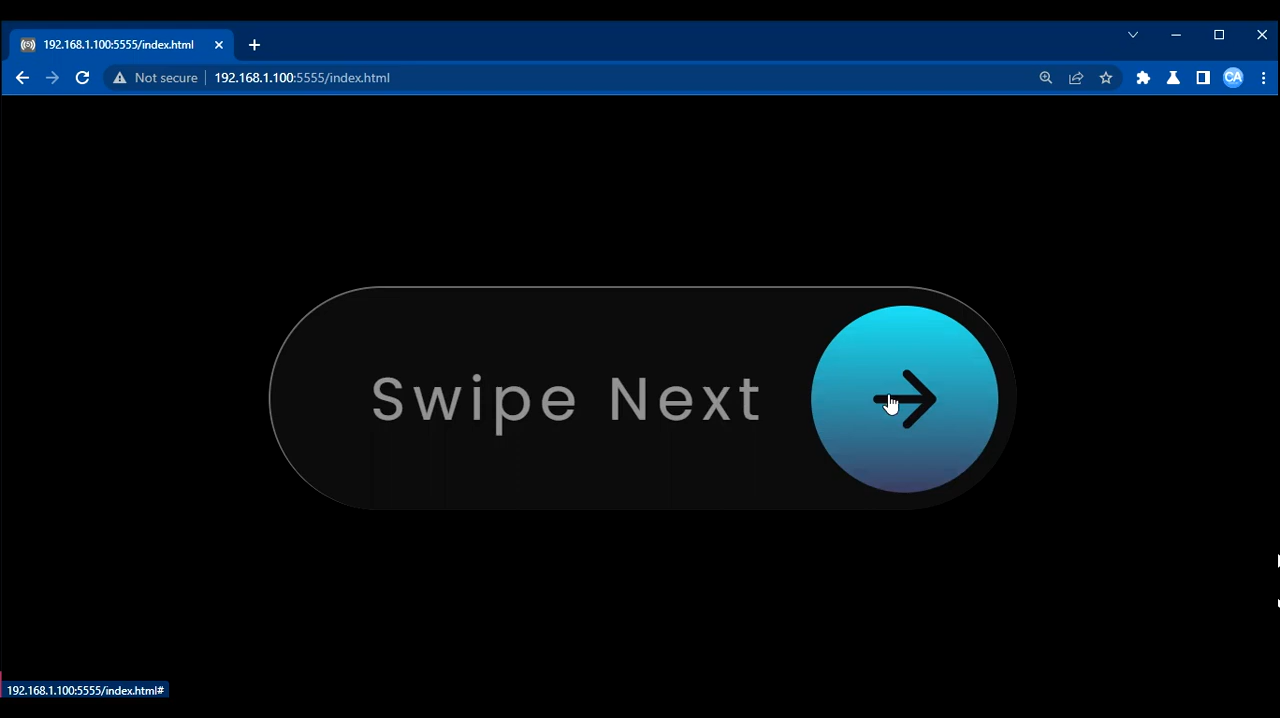 192.168.1.100:5555/index.html
Not secure 192.168.1.100:5555/index.html
CA
Swipe Next
192.168.1.100:5555/index.html#